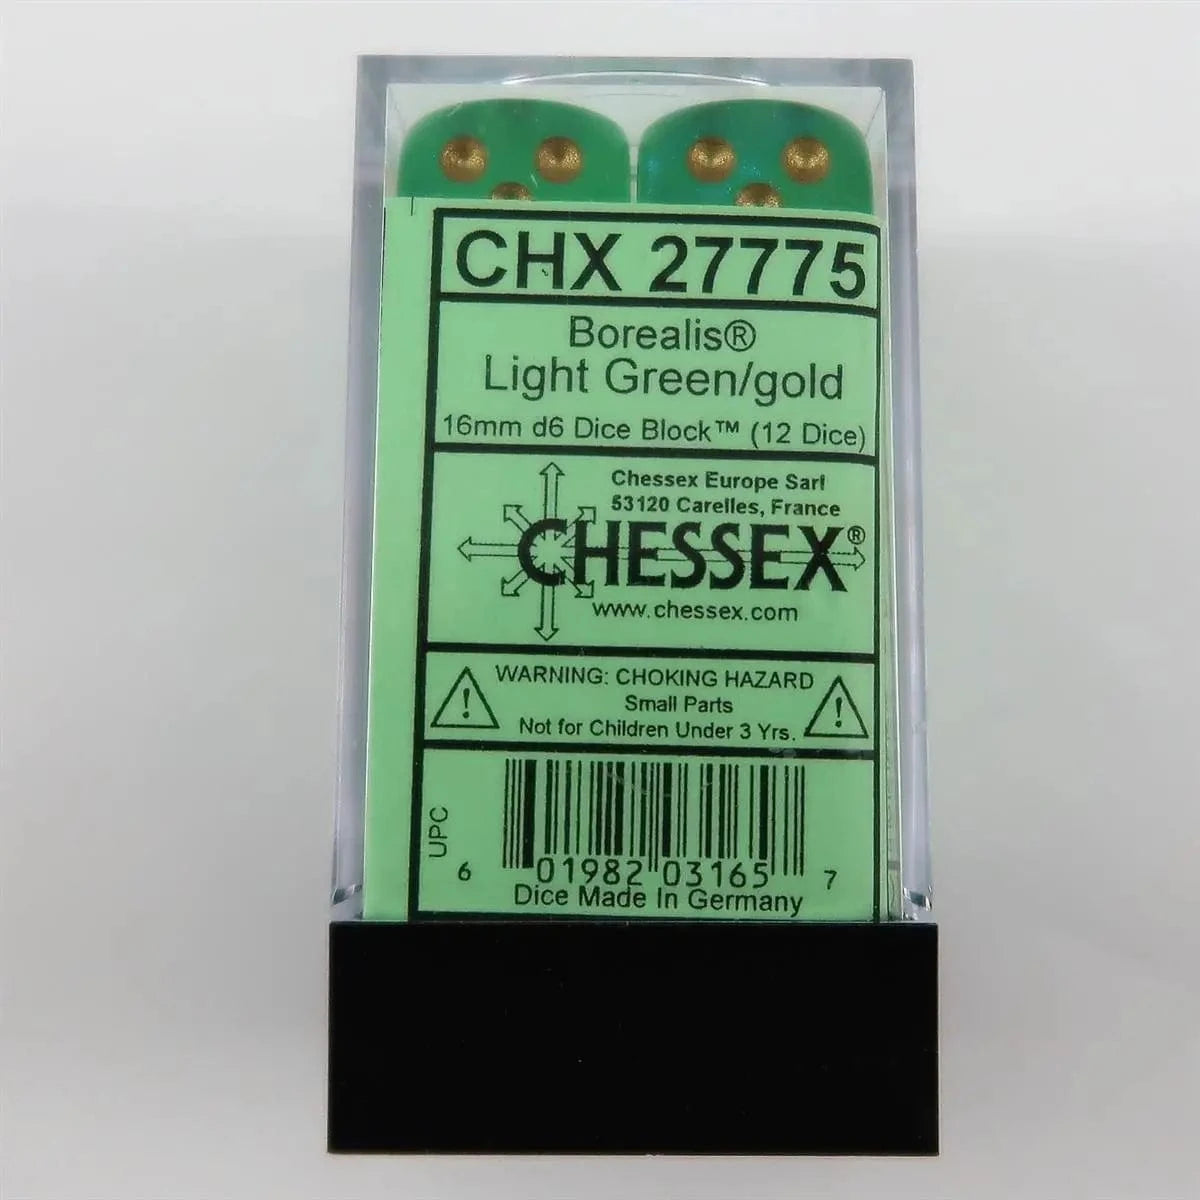 CHX 27775
Borealis®
Light Green/gold
16mm d6 Dice Block™ (12 Dice)
Chessex Europe Sarl
53120 Carelles, France
CHESSEX®
www.chessex.com
WARNING: CHOKING HAZARD
Small Parts
Not for Children Under 3 Yrs.
UPC
6 01982 03165 7
Dice Made In Germany